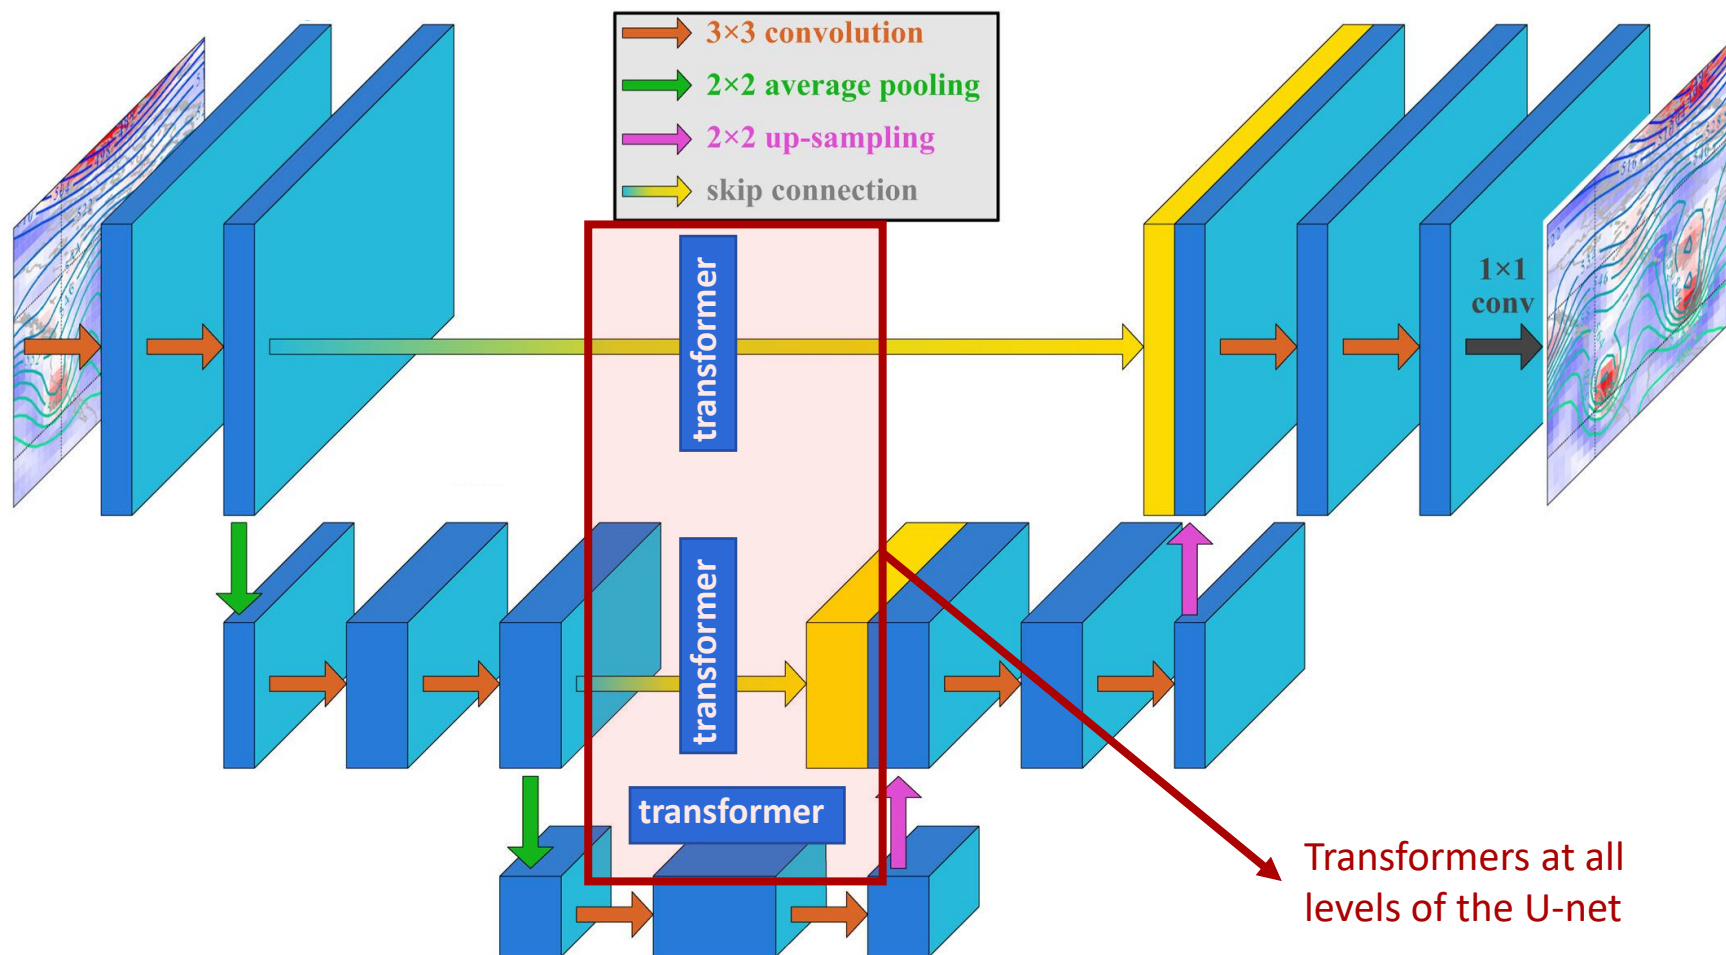 3×3 convolution
2×2 average pooling
2×2 up-sampling
skip connection
transformer
1×1
conv
transformer
transformer
Transformers at all
levels of the U-net